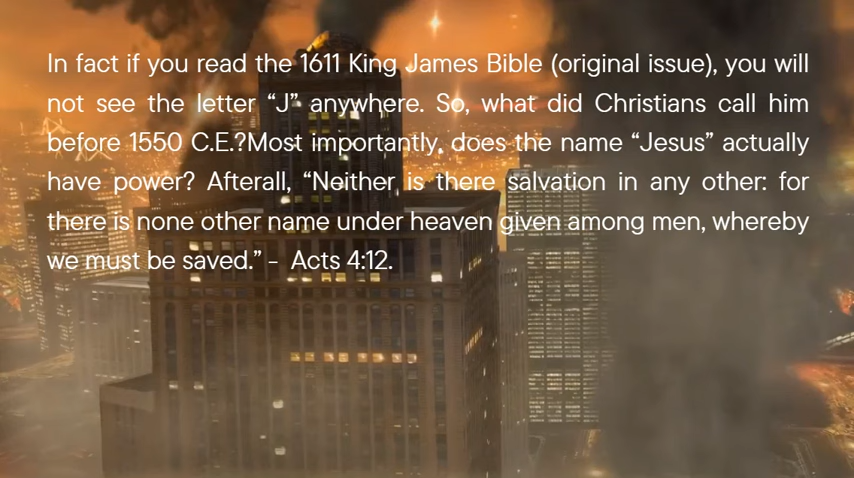 In fact if you read the 1611 King James Bible (original issue), you will
not see the letter “J” anywhere. So, what did Christians call him
before 1550 C.E.?Most importantly, does the name “Jesus” actually
have power? Afterall, “Neither is there salvation in any other: for
there is none other name under heaven given among men, whereby
we must be saved.” - Acts 4:12.